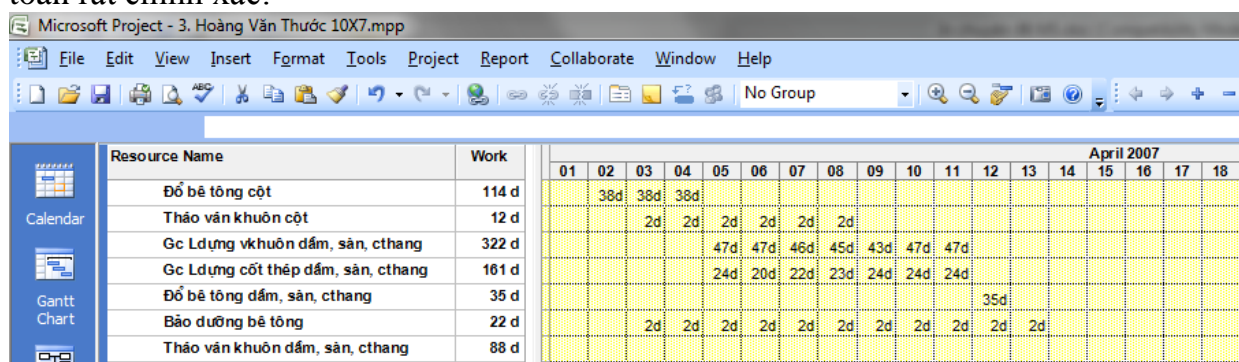 toán rất chính xác.
Microsoft Project - 3. Hoàng Văn Thước 10X7.mpp
File Edit View Insert Format Tools Project Report Collaborate Window Help
No Group
Resource Name Work April 2007
01 02 03 04 05 06 07 08 09 10 11 12 13 14 15 16 17 18
Đổ bê tông cột 114 d 38d 38d 38d
Tháo ván khuôn cột 12 d 2d 2d 2d 2d 2d 2d
Gc Ldựng vkhuôn dầm, sàn, cthang 322 d 47d 47d 46d 45d 43d 47d 47d
Gc Ldựng cốt thép dầm, sàn, cthang 161 d 24d 20d 22d 23d 24d 24d 24d
Đổ bê tông dầm, sàn, cthang 35 d 35d
Bảo dưỡng bê tông 22 d 2d 2d 2d 2d 2d 2d 2d 2d 2d 2d 2d
Tháo ván khuôn dầm, sàn, cthang 88 d
Calendar
Gantt
Chart